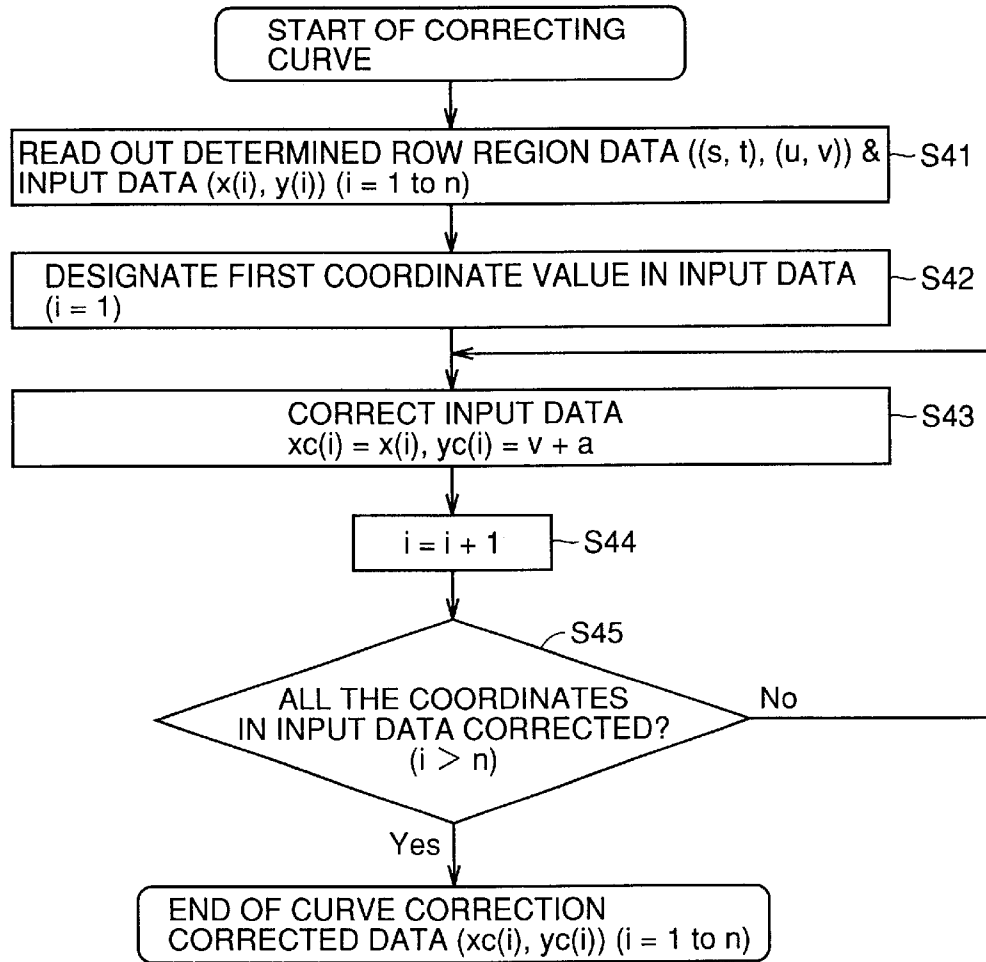 START OF CORRECTING
CURVE
READ OUT DETERMINED ROW REGION DATA ((s, t), (u, v)) &
INPUT DATA (x(i), y(i)) (i = 1 to n)
S41
DESIGNATE FIRST COORDINATE VALUE IN INPUT DATA
(i = 1)
S42
CORRECT INPUT DATA
xc(i) = x(i), yc(i) = v + a
S43
i = i + 1
S44
S45
ALL THE COORDINATES
IN INPUT DATA CORRECTED?
(i > n)
No
Yes
END OF CURVE CORRECTION
CORRECTED DATA (xc(i), yc(i)) (i = 1 to n)